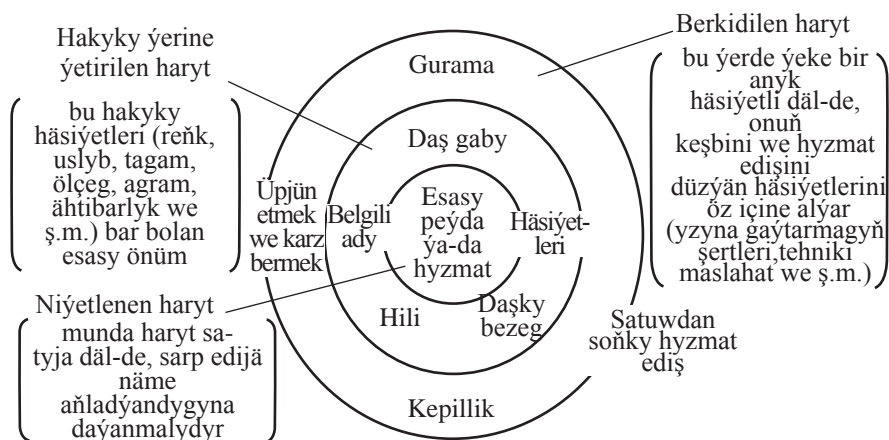 Hakyky ýerine
ýetirilen haryt
bu hakyky
häsiýetleri (reňk,
uslyb, tagam,
ölçeg, agram,
ähtibarlyk we
ş.m.) bar bolan
esasy önüm
Niýetlenen haryt
munda haryt sa-
tyja däl-de, sarp edijä
näme
aňladýandygyna
daýanmalydyr
Gurama
Daş gaby
Üpjün
etmek
we karz
bermek
Belgili
ady
Esasy
peýda
ýa-da
hyzmat
Häsiýet-
leri
Hili
Daşky
bezeg
Kepillik
Satuwdan
soňky hyzmat
ediş
Berkidilen haryt
bu ýerde ýeke bir
anyk
häsiýetli däl-de,
onuň
keşbini we hyzmat
edişini
düzýän häsiýetlerini
öz içine alýar
(yzyna gaýtarmagyň
şertleri,tehniki
maslahat we ş.m.)